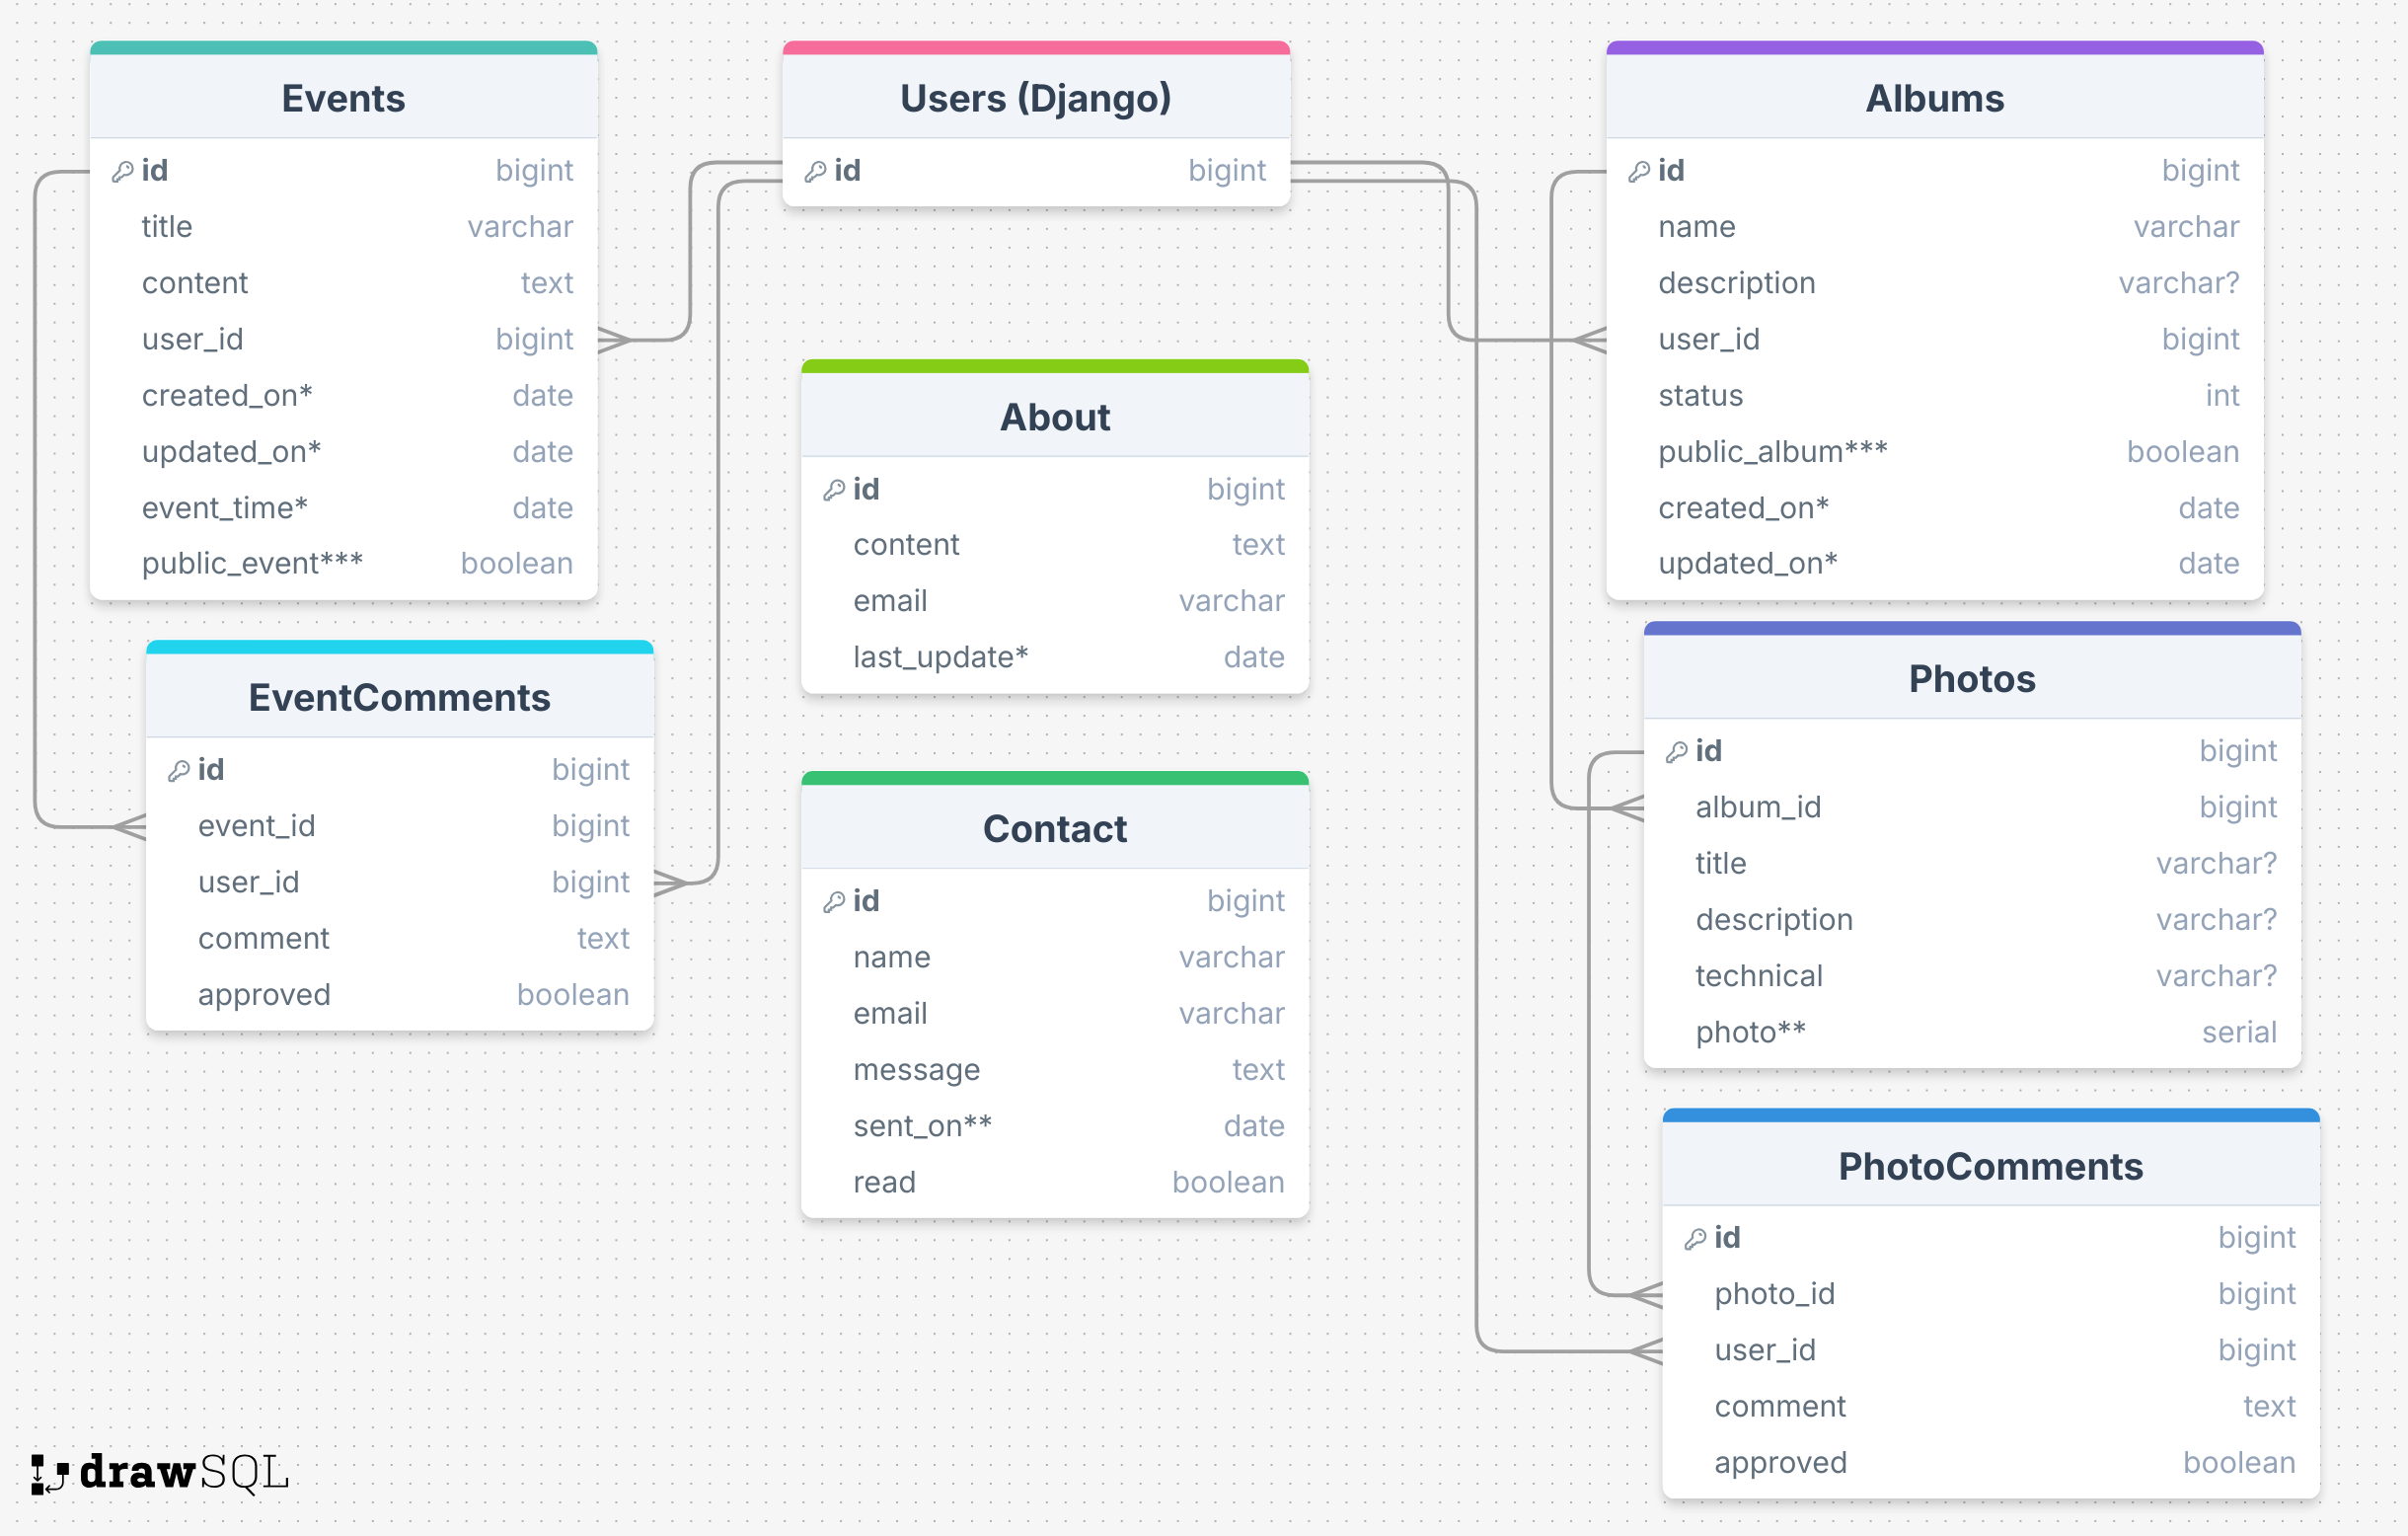 Events
id bigint
title varchar
content text
user_id bigint
created_on* date
updated_on* date
event_time* date
public_event*** boolean
EventComments
id bigint
event_id bigint
user_id bigint
comment text
approved boolean
Users (Django)
id bigint
About
id bigint
content text
email varchar
last_update* date
Contact
id bigint
name varchar
email varchar
message text
sent_on** date
read boolean
Albums
id bigint
name varchar
description varchar?
user_id bigint
status int
public_album*** boolean
created_on* date
updated_on* date
Photos
id bigint
album_id bigint
title varchar?
description varchar?
technical varchar?
photo** serial
PhotoComments
id bigint
photo_id bigint
user_id bigint
comment text
approved boolean
drawSQL